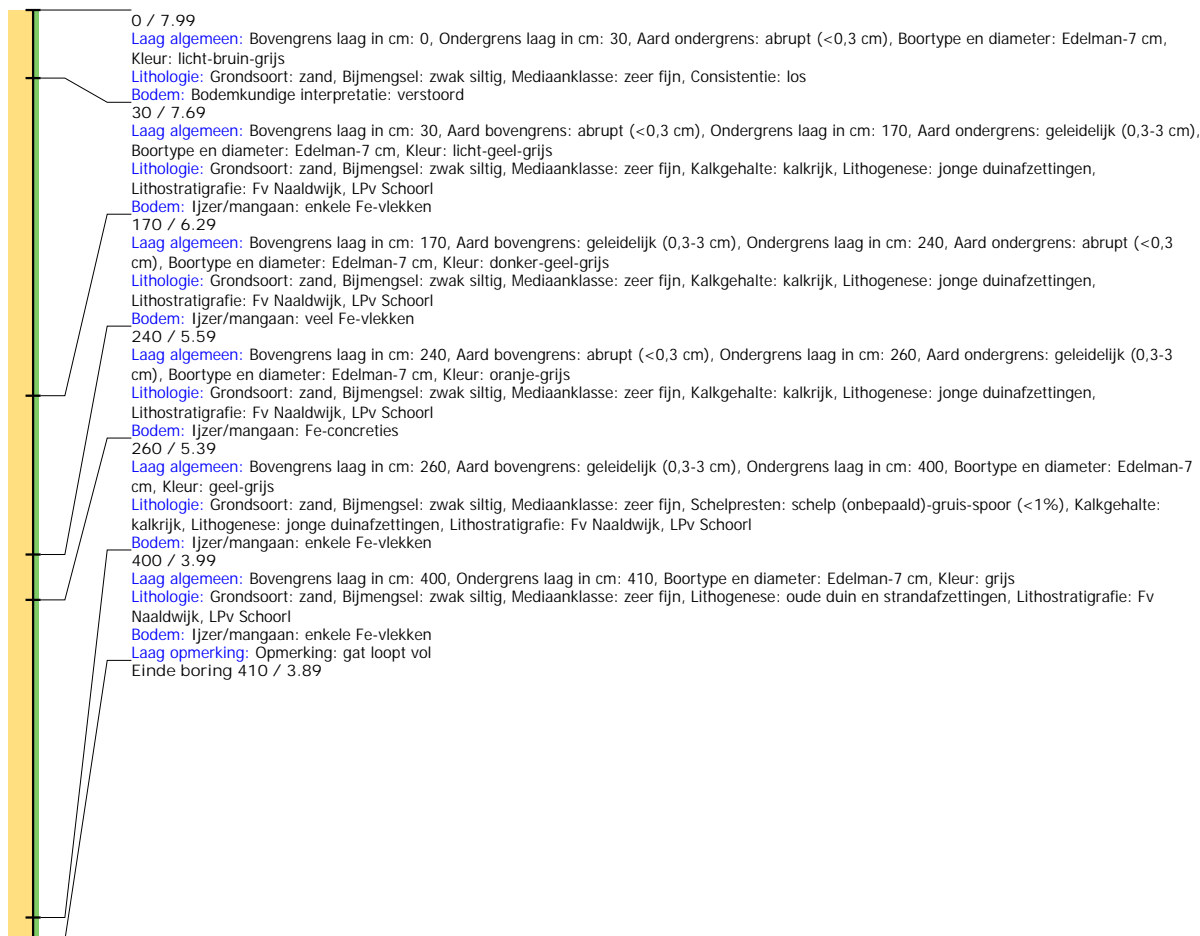 0 / 7.99
Laag algemeen: Bovengrens laag in cm: 0, Ondergrens laag in cm: 30, Aard ondergrens: abrupt (<0,3 cm), Boortype en diameter: Edelman-7 cm,
Kleur: licht-bruin-grijs
Lithologie: Grondsoort: zand, Bijmengsel: zwak siltig, Mediaanklasse: zeer fijn, Consistentie: los
Bodem: Bodemkundige interpretatie: verstoord
30 / 7.69
Laag algemeen: Bovengrens laag in cm: 30, Aard bovengrens: abrupt (<0,3 cm), Ondergrens laag in cm: 170, Aard ondergrens: geleidelijk (0,3-3 cm),
Boortype en diameter: Edelman-7 cm, Kleur: licht-geel-grijs
Lithologie: Grondsoort: zand, Bijmengsel: zwak siltig, Mediaanklasse: zeer fijn, Kalkgehalte: kalkrijk, Lithogenese: jonge duinafzettingen,
Lithostratigrafie: Fv Naaldwijk, LPv Schoorl
Bodem: Ijzer/mangaan: enkele Fe-vlekken
170 / 6.29
Laag algemeen: Bovengrens laag in cm: 170, Aard bovengrens: geleidelijk (0,3-3 cm), Ondergrens laag in cm: 240, Aard ondergrens: abrupt (<0,3
cm), Boortype en diameter: Edelman-7 cm, Kleur: donker-geel-grijs
Lithologie: Grondsoort: zand, Bijmengsel: zwak siltig, Mediaanklasse: zeer fijn, Kalkgehalte: kalkrijk, Lithogenese: jonge duinafzettingen,
Lithostratigrafie: Fv Naaldwijk, LPv Schoorl
Bodem: Ijzer/mangaan: veel Fe-vlekken
240 / 5.59
Laag algemeen: Bovengrens laag in cm: 240, Aard bovengrens: abrupt (<0,3 cm), Ondergrens laag in cm: 260, Aard ondergrens: geleidelijk (0,3-3
cm), Boortype en diameter: Edelman-7 cm, Kleur: oranje-grijs
Lithologie: Grondsoort: zand, Bijmengsel: zwak siltig, Mediaanklasse: zeer fijn, Kalkgehalte: kalkrijk, Lithogenese: jonge duinafzettingen,
Lithostratigrafie: Fv Naaldwijk, LPv Schoorl
Bodem: Ijzer/mangaan: Fe-concreties
260 / 5.39
Laag algemeen: Bovengrens laag in cm: 260, Aard bovengrens: geleidelijk (0,3-3 cm), Ondergrens laag in cm: 400, Boortype en diameter: Edelman-7
cm, Kleur: geel-grijs
Lithologie: Grondsoort: zand, Bijmengsel: zwak siltig, Mediaanklasse: zeer fijn, Schelpresten: schelp (onbepaald)-gruis-spoor (<1%), Kalkgehalte:
kalkrijk, Lithogenese: jonge duinafzettingen, Lithostratigrafie: Fv Naaldwijk, LPv Schoorl
Bodem: Ijzer/mangaan: enkele Fe-vlekken
400 / 3.99
Laag algemeen: Bovengrens laag in cm: 400, Ondergrens laag in cm: 410, Boortype en diameter: Edelman-7 cm, Kleur: grijs
Lithologie: Grondsoort: zand, Bijmengsel: zwak siltig, Mediaanklasse: zeer fijn, Lithogenese: oude duin en strandafzettingen, Lithostratigrafie: Fv
Naaldwijk, LPv Schoorl
Bodem: Ijzer/mangaan: enkele Fe-vlekken
Laag opmerking: Opmerking: gat loopt vol
Einde boring 410 / 3.89